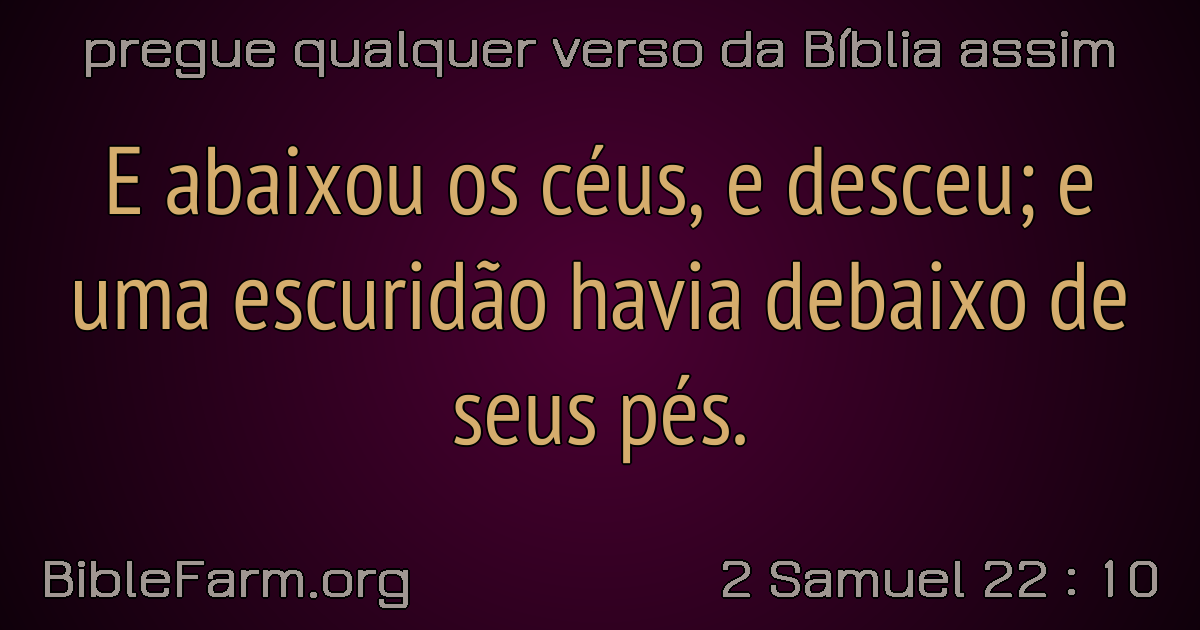 pregue qualquer verso da Bíblia assim
E abaixou os céus, e desceu; e
uma escuridão havia debaixo de
seus pés.
BibleFarm.org
2 Samuel 22 : 10